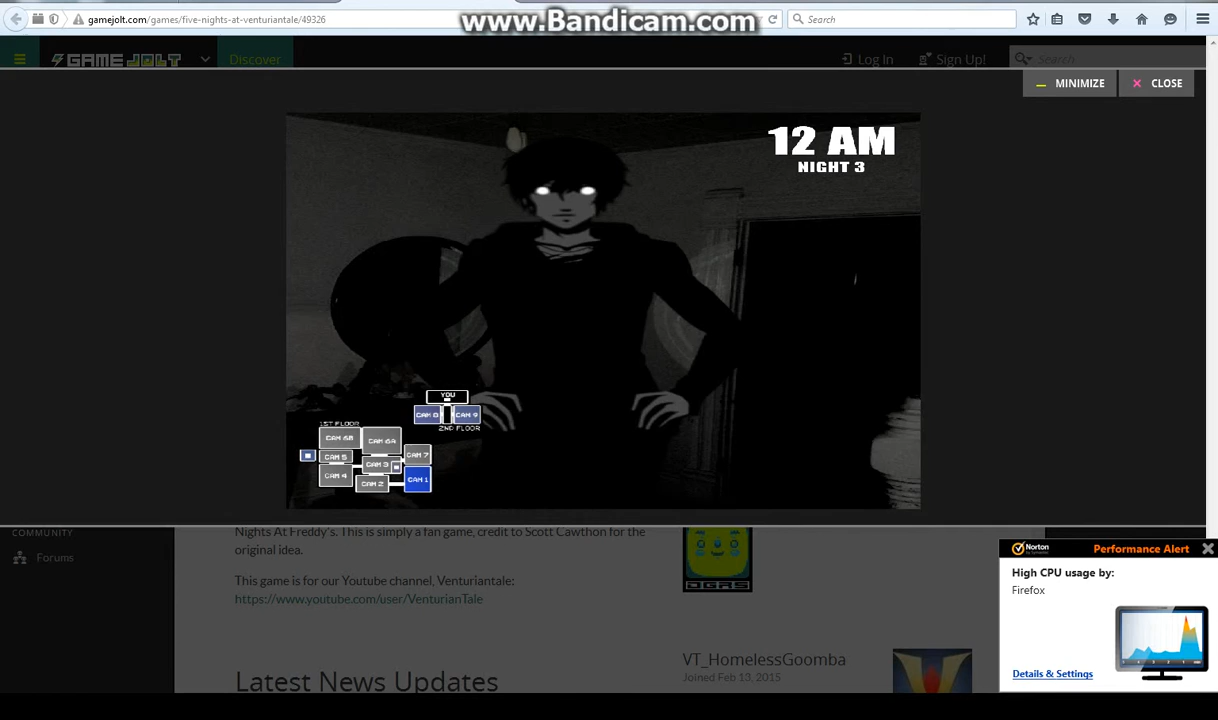 gamejolt.com/games/five-nights-at-venturiantale/49326
www.Bandicam.com
Search
GAME JOLT
Discover
Log In
Sign Up!
Search
MINIMIZE
CLOSE
12 AM
NIGHT 3
YOU
CAM 8
CAM 9
2ND FLOOR
1ST FLOOR
CAM 6B
CAM 6A
CAM 5
CAM 3
CAM 7
CAM 4
CAM 2
CAM 1
COMMUNITY
Forums
Nights At Freddy's. This is simply a fan game, credit to Scott Cawthon for the
original idea.
This game is for our Youtube channel, Venturiantale:
https://www.youtube.com/user/VenturianTale
Latest News Updates
VT_HomelessGoomba
Joined Feb 13, 2015
Norton
by Symantec
Performance Alert
High CPU usage by:
Firefox
Details & Settings